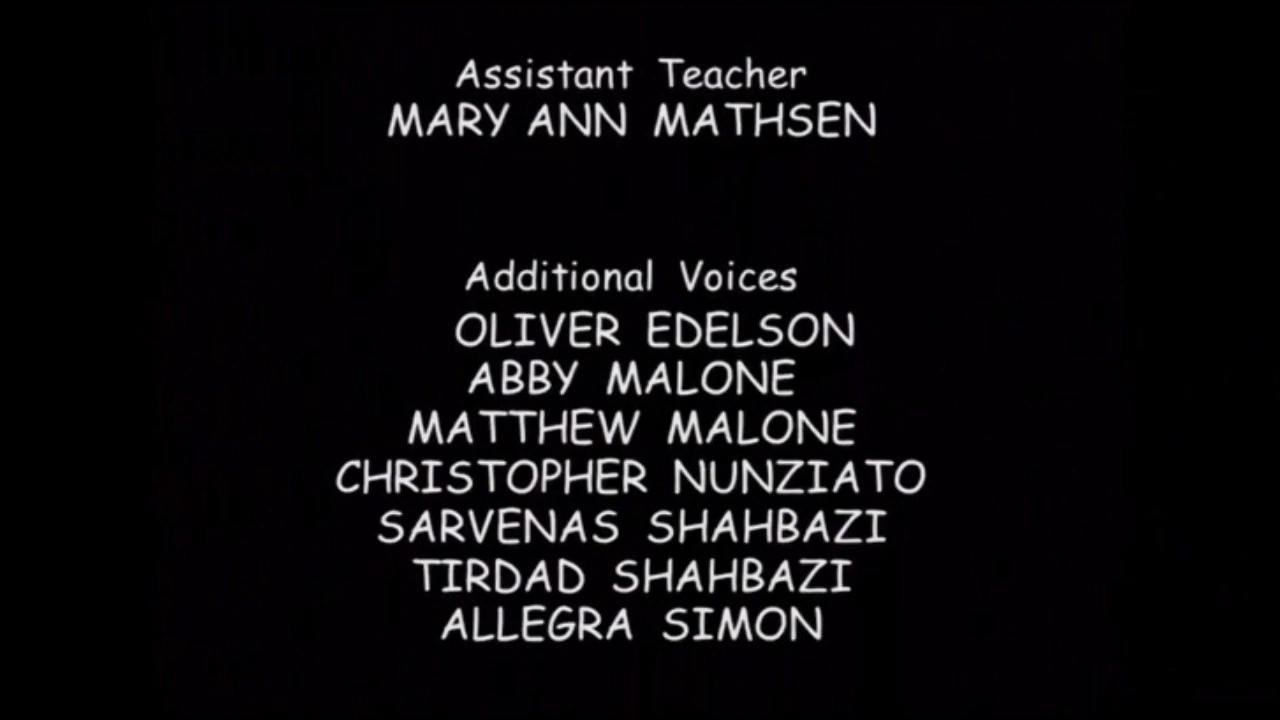 Assistant Teacher
MARY ANN MATHSEN
Additional Voices
OLIVER EDELSON
ABBY MALONE
MATTHEW MALONE
CHRISTOPHER NUNZIATO
SARVENAS SHAHBAZI
TIRDAD SHAHBAZI
ALLEGRA SIMON